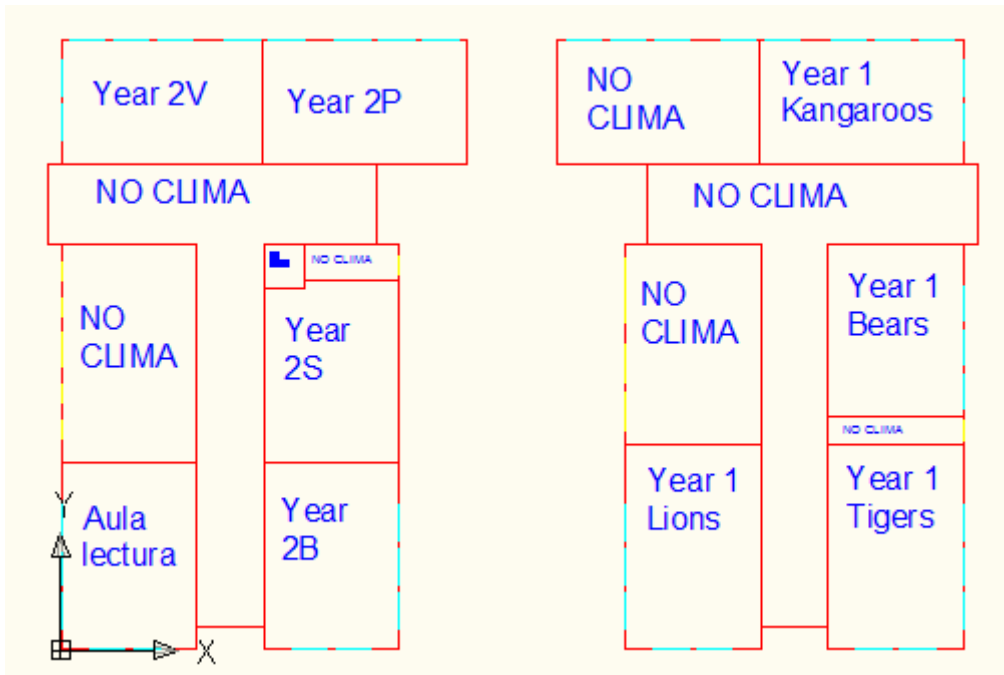 Year 2V
Year 2P
NO CLIMA
NO CLIMA
NO
CLIMA
Year
2S
Aula
lectura
Year
2B
Y
X
NO
CLIMA
Year 1
Kangaroos
NO CLIMA
NO
CLIMA
Year 1
Bears
NO CLIMA
Year 1
Lions
Year 1
Tigers